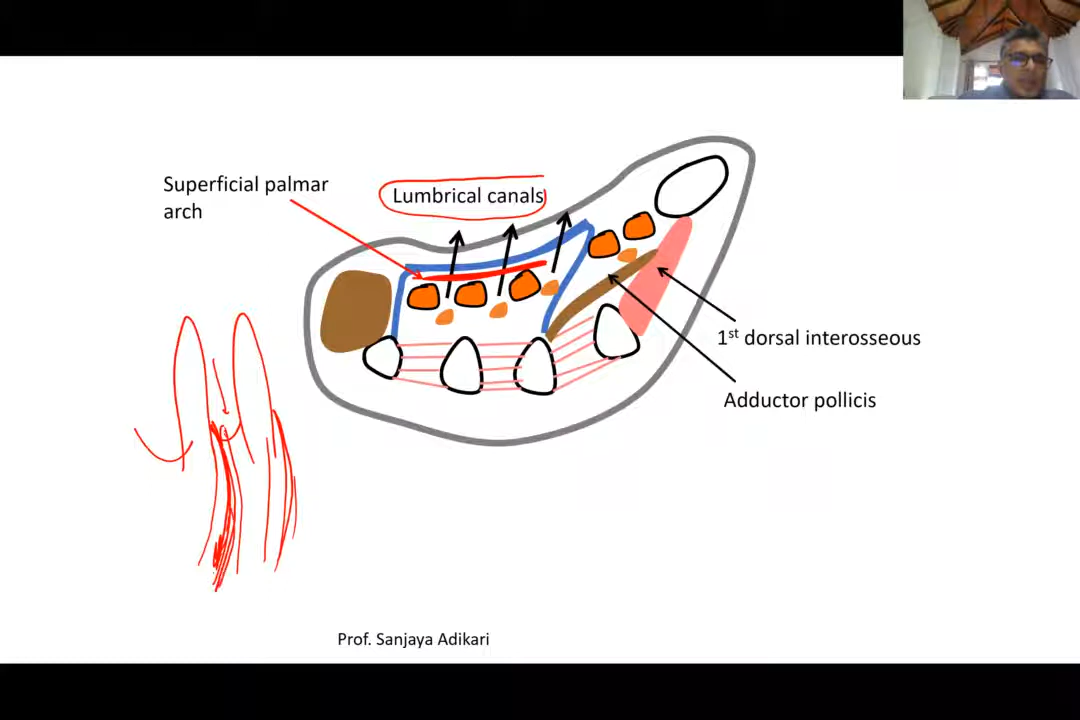 Superficial palmar
arch
Lumbrical canals
1st dorsal interosseous
Adductor pollicis
Prof. Sanjaya Adikari